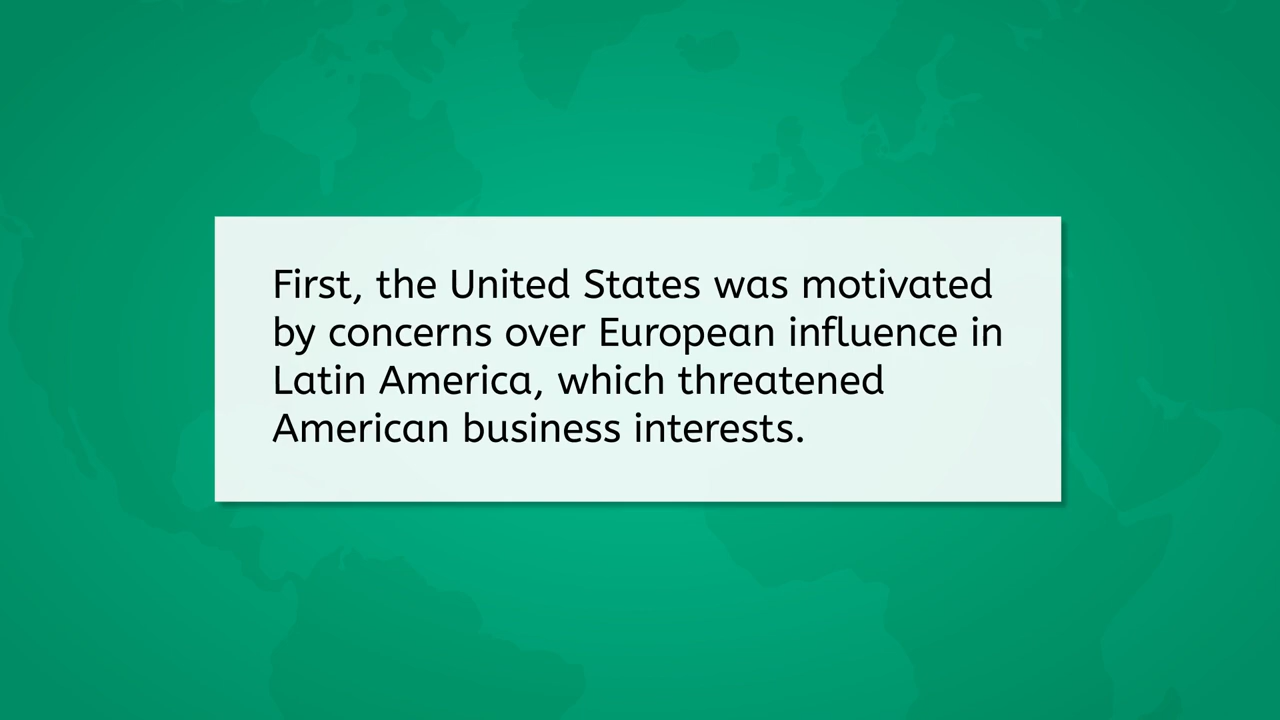 First, the United States was motivated
by concerns over European influence in
Latin America, which threatened
American business interests.